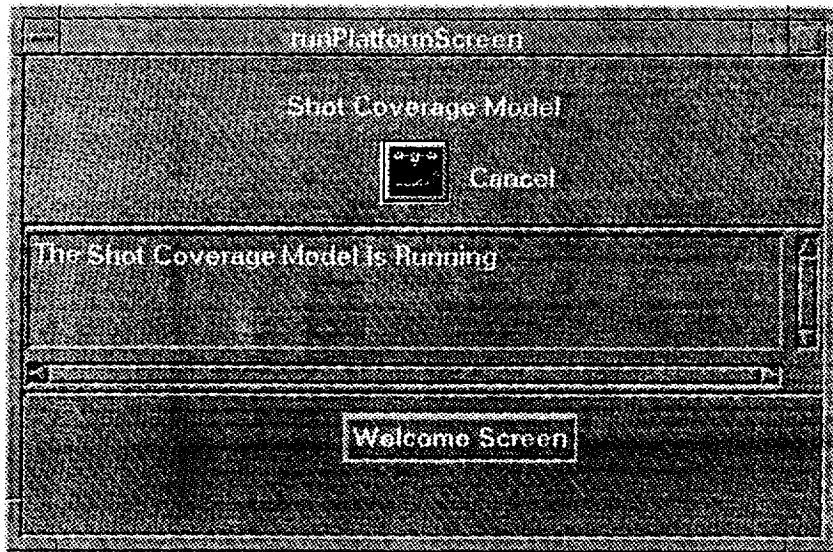 runPlatformScreen
Shot Coverage Model
Cancel
The Shot Coverage Model is Running
Welcome Screen